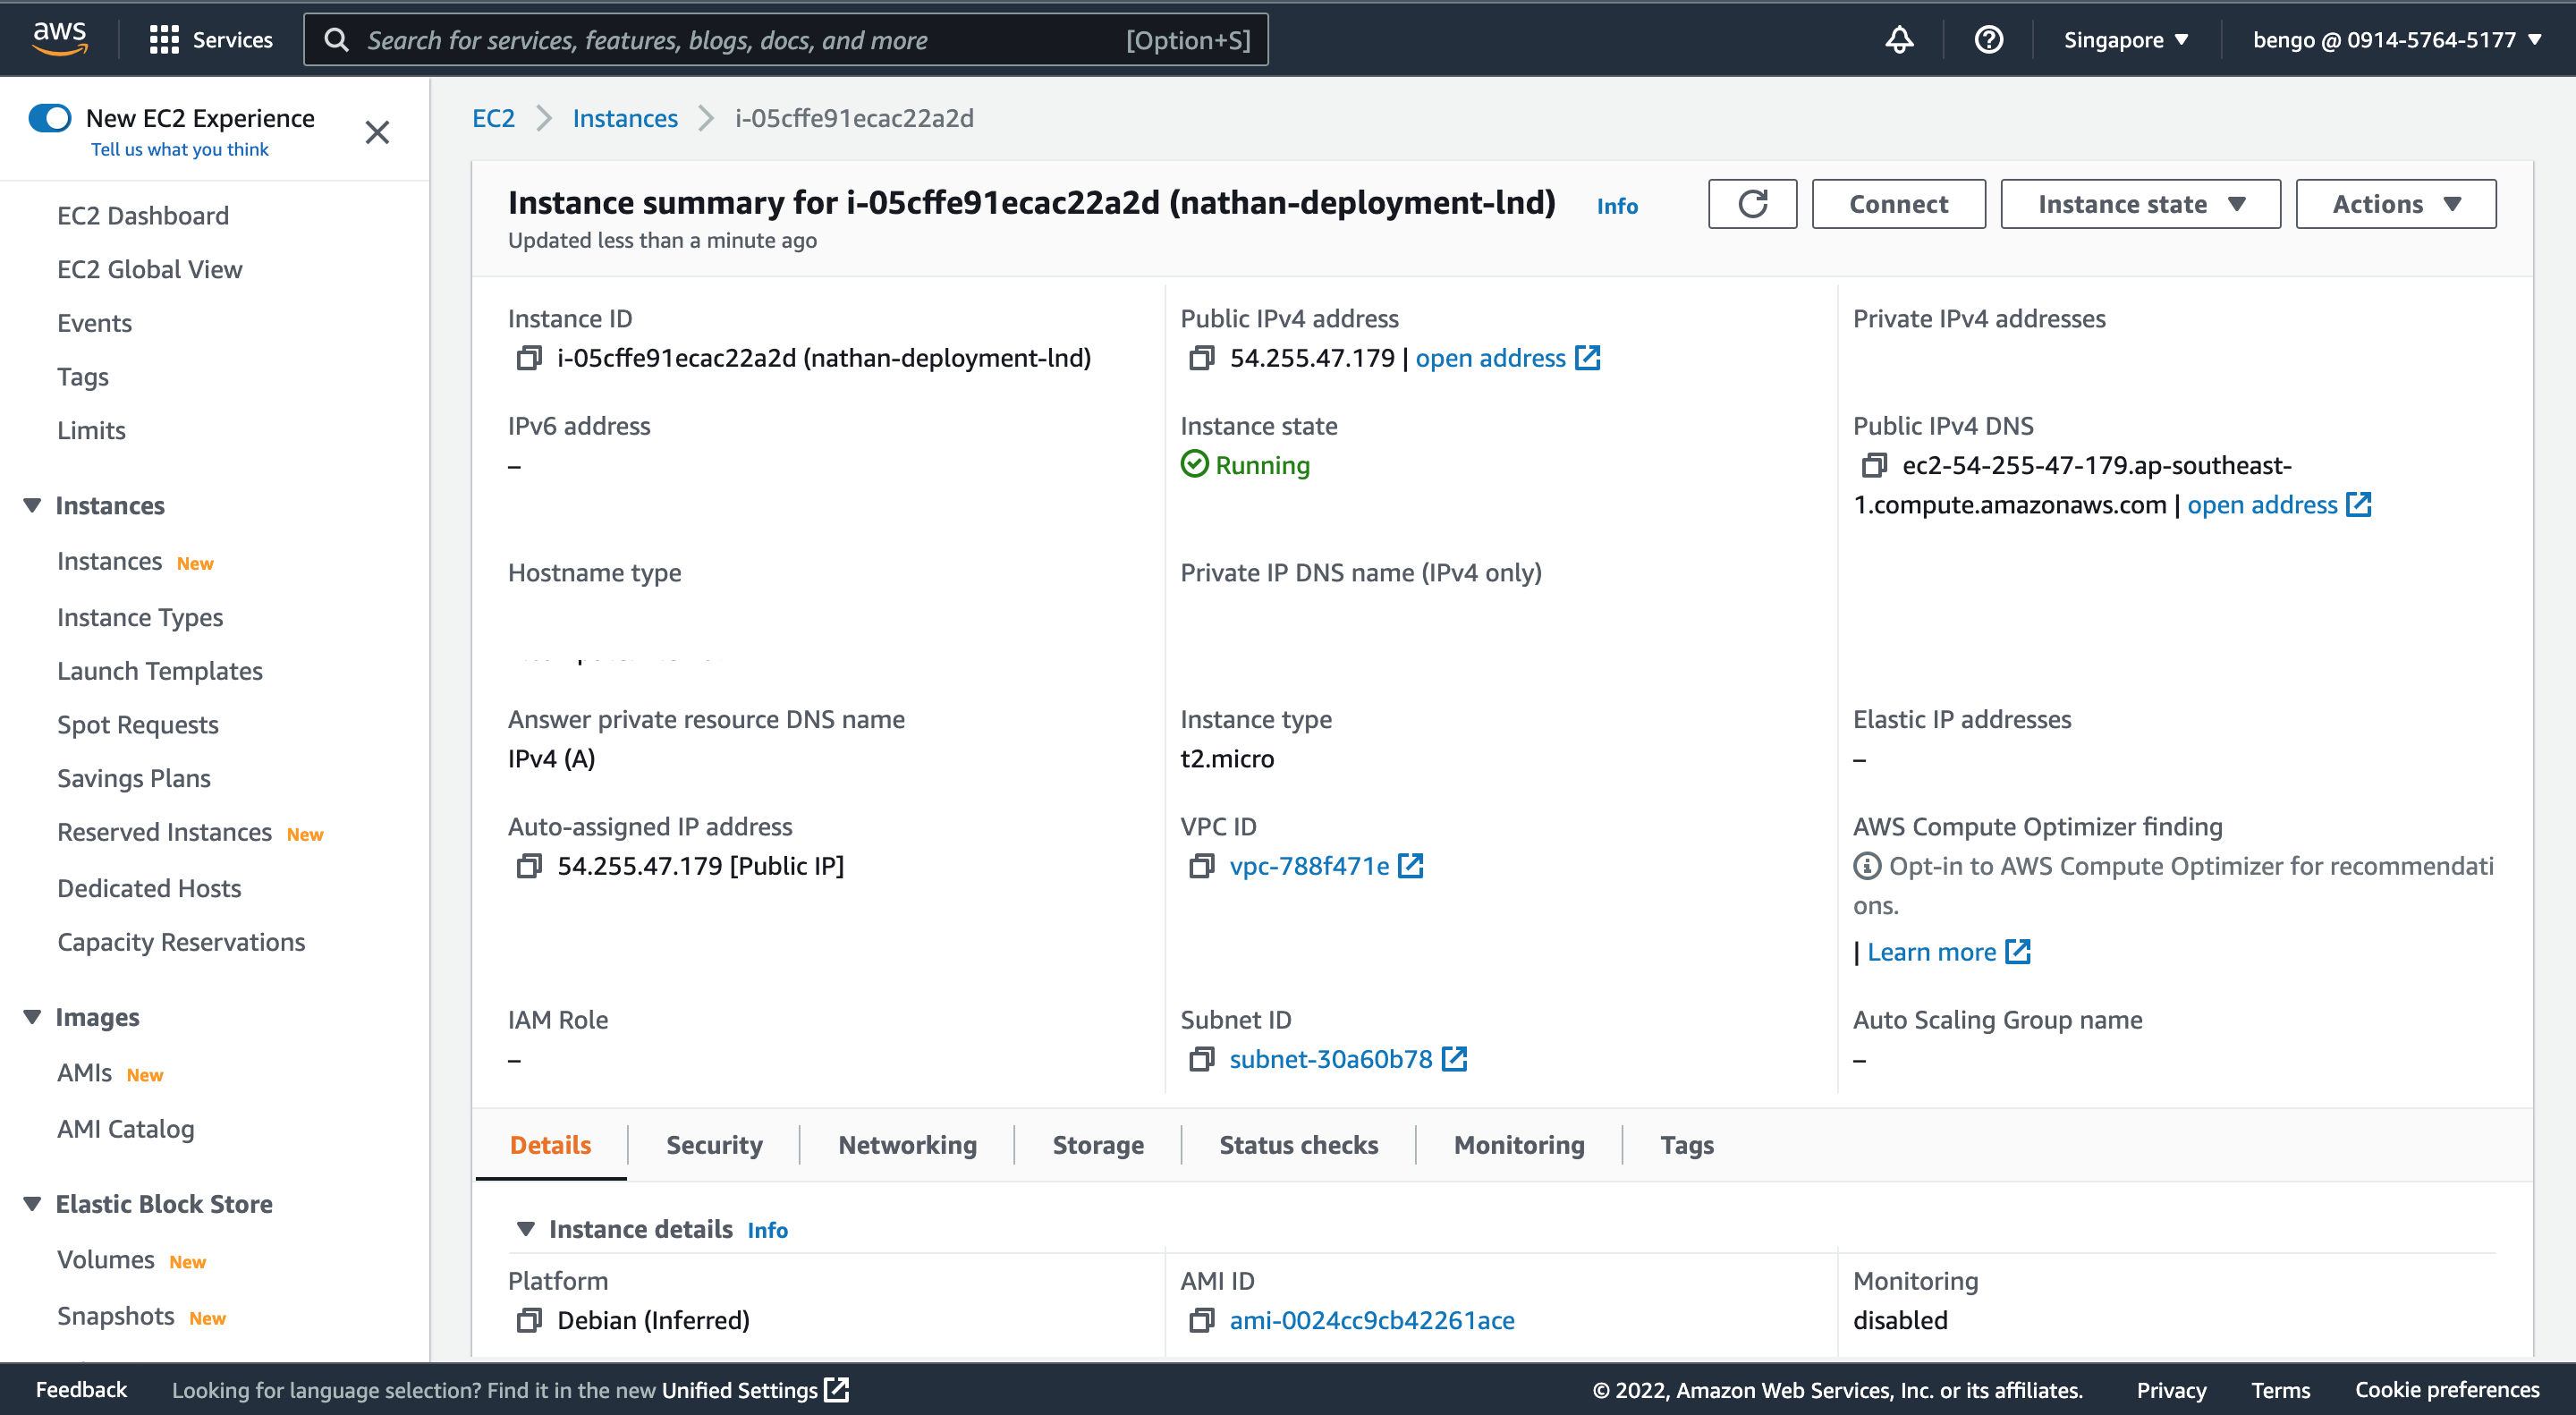 aws
Services
Search for services, features, blogs, docs, and more [Option+S]
Singapore
bengo @ 0914-5764-5177
New EC2 Experience
Tell us what you think
EC2 Dashboard
EC2 Global View
Events
Tags
Limits
Instances
Instances New
Instance Types
Launch Templates
Spot Requests
Savings Plans
Reserved Instances New
Dedicated Hosts
Capacity Reservations
Images
AMIs New
AMI Catalog
Elastic Block Store
Volumes New
Snapshots New
EC2 > Instances > i-05cffe91ecac22a2d
Instance summary for i-05cffe91ecac22a2d (nathan-deployment-lnd) Info
Updated less than a minute ago
Connect
Instance state
Actions
Instance ID
i-05cffe91ecac22a2d (nathan-deployment-lnd)
Public IPv4 address
54.255.47.179 | open address
Private IPv4 addresses
IPv6 address
–
Instance state
Running
Public IPv4 DNS
ec2-54-255-47-179.ap-southeast-
1.compute.amazonaws.com | open address
Hostname type
Private IP DNS name (IPv4 only)
Answer private resource DNS name
IPv4 (A)
Instance type
t2.micro
Elastic IP addresses
–
Auto-assigned IP address
54.255.47.179 [Public IP]
VPC ID
vpc-788f471e
AWS Compute Optimizer finding
Opt-in to AWS Compute Optimizer for recommendati
ons.
| Learn more
IAM Role
–
Subnet ID
subnet-30a60b78
Auto Scaling Group name
–
Details
Security
Networking
Storage
Status checks
Monitoring
Tags
Instance details Info
Platform
Debian (Inferred)
AMI ID
ami-0024cc9cb42261ace
Monitoring
disabled
Feedback
Looking for language selection? Find it in the new Unified Settings
© 2022, Amazon Web Services, Inc. or its affiliates.
Privacy
Terms
Cookie preferences